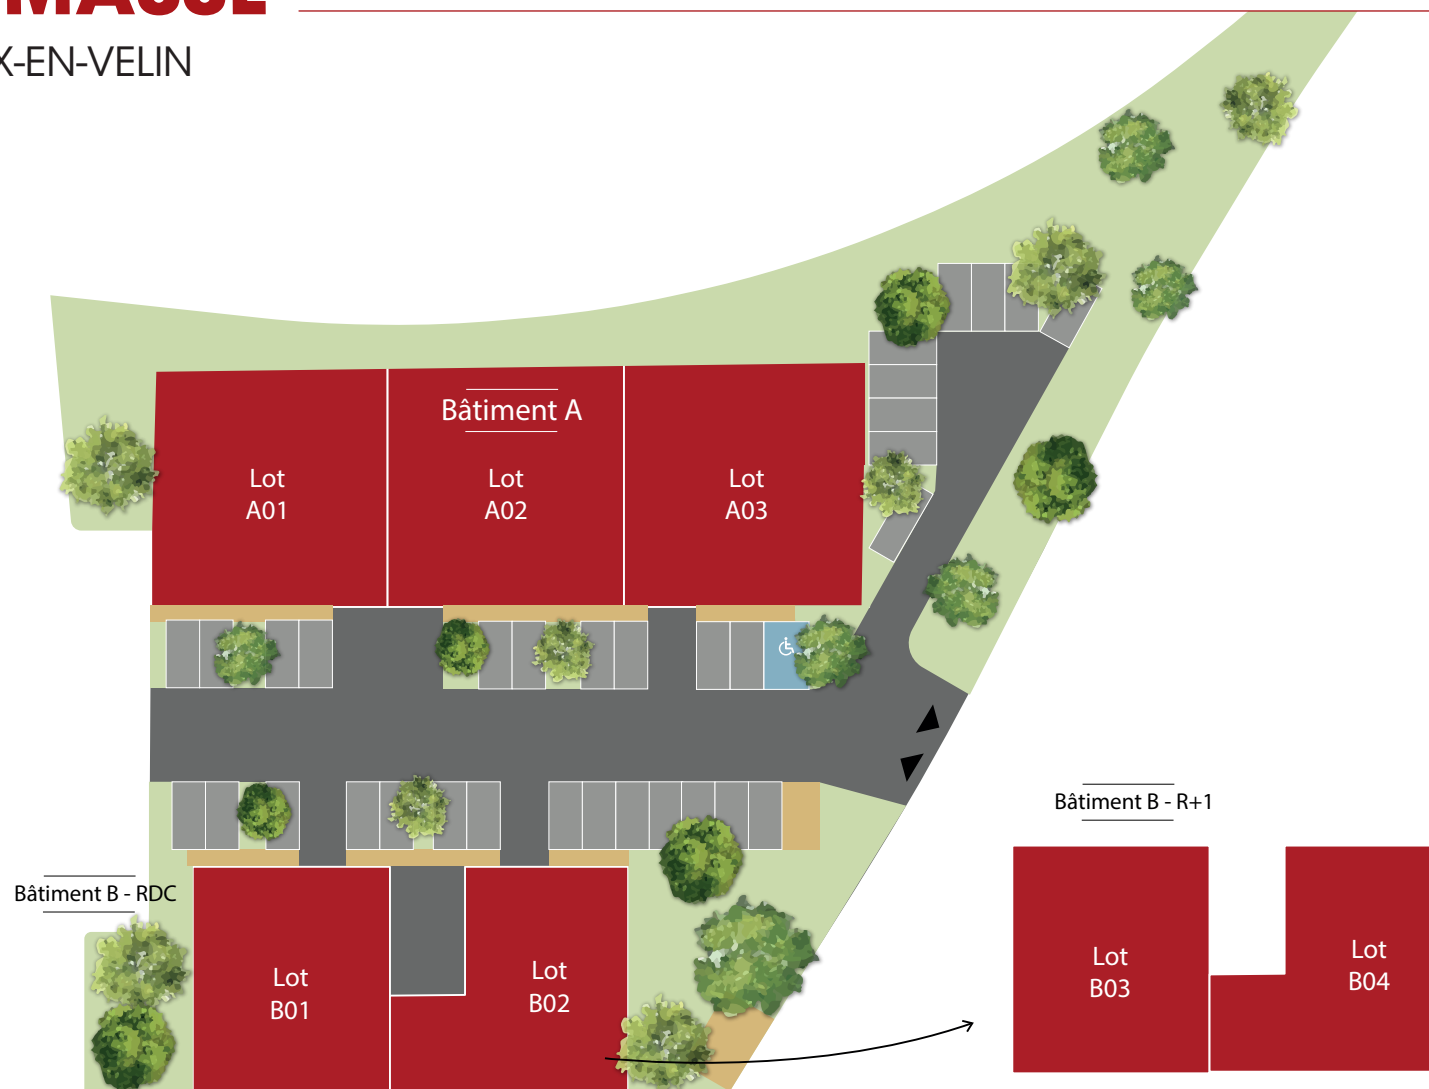 X-EN-VELIN
Bâtiment A
Lot
A01
Lot
A02
Lot
A03
Bâtiment B - R+1
Bâtiment B - RDC
Lot
B01
Lot
B02
Lot
B03
Lot
B04